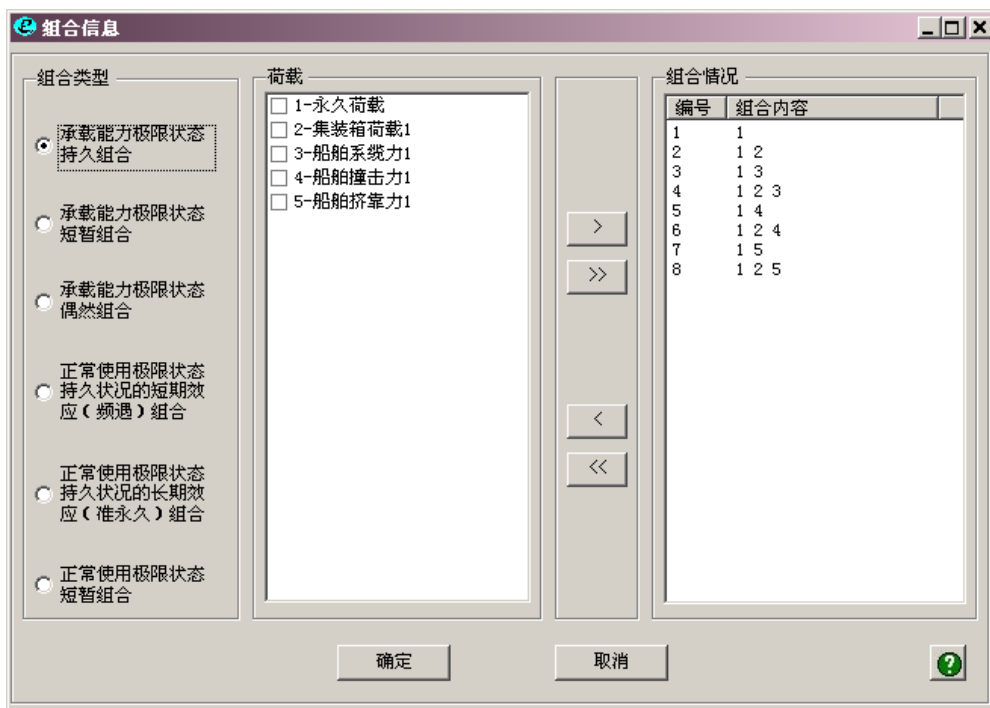 组合信息
组合类型
承载能力极限状态
持久组合
承载能力极限状态
短暂组合
承载能力极限状态
偶然组合
正常使用极限状态
持久状况的短期效
应(频遇)组合
正常使用极限状态
持久状况的长期效
应(准永久)组合
正常使用极限状态
短暂组合
荷载
1-永久荷载
2-集装箱荷载1
3-船舶系缆力1
4-船舶撞击力1
5-船舶挤靠力1
>
>>
<
<<
组合情况
编号 组合内容
1 1
2 1 2
3 1 3
4 1 2 3
5 1 4
6 1 2 4
7 1 5
8 1 2 5
确定
取消
?